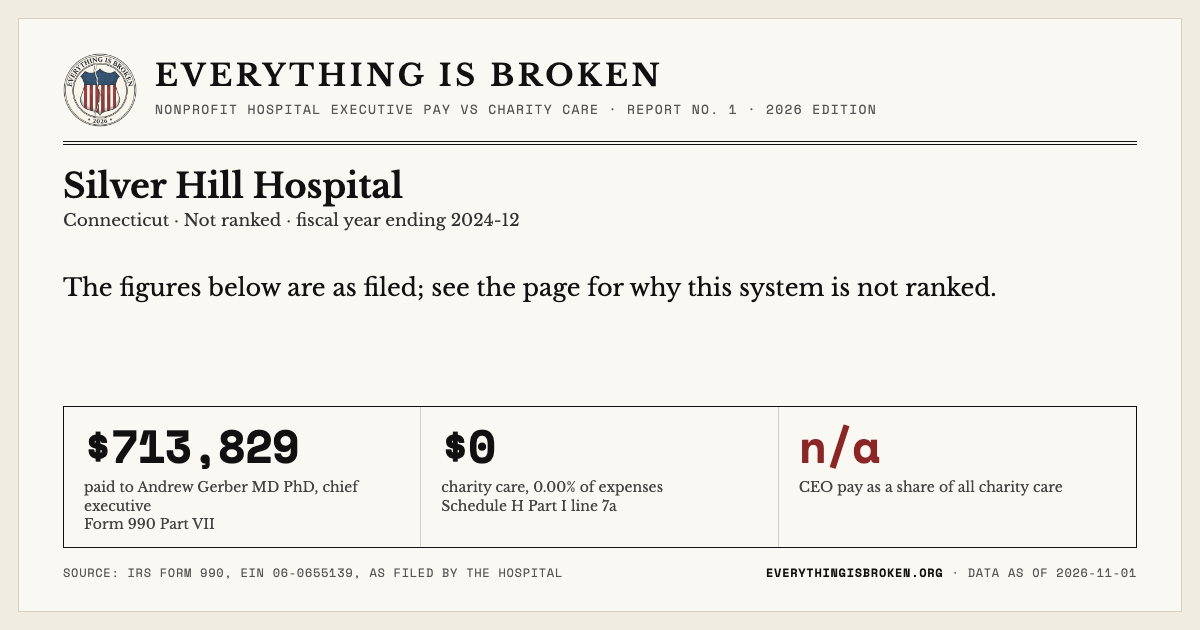 EVERYTHING IS BROKEN
2026
EVERYTHING IS BROKEN
NONPROFIT HOSPITAL EXECUTIVE PAY VS CHARITY CARE · REPORT NO. 1 · 2026 EDITION
Silver Hill Hospital
Connecticut · Not ranked · fiscal year ending 2024-12
The figures below are as filed; see the page for why this system is not ranked.
$713,829
paid to Andrew Gerber MD PhD, chief
executive
Form 990 Part VII
$0
charity care, 0.00% of expenses
Schedule H Part I line 7a
n/a
CEO pay as a share of all charity care
SOURCE: IRS FORM 990, EIN 06-0655139, AS FILED BY THE HOSPITAL
EVERYTHINGISBROKEN.ORG · DATA AS OF 2026-11-01